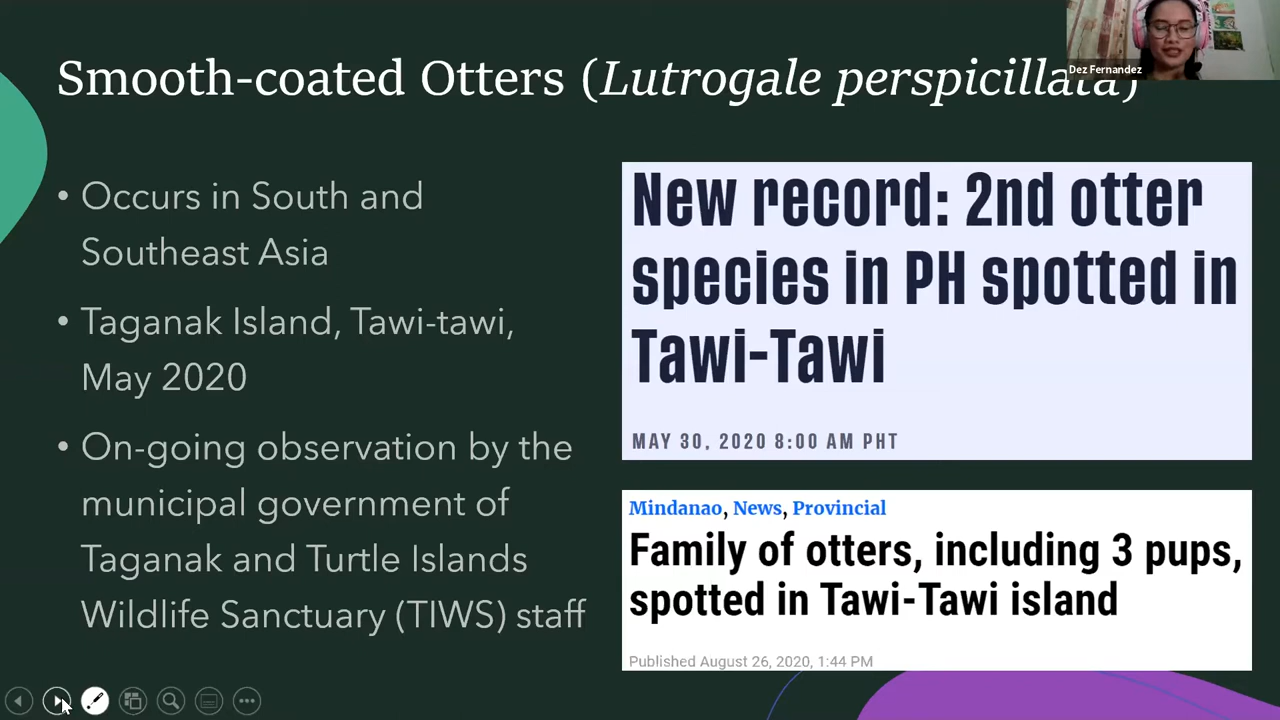 Smooth-coated Otters (Lutrogale perspicillata)
Dez Fernandez
• Occurs in South and
Southeast Asia
• Taganak Island, Tawi-tawi,
May 2020
• On-going observation by the
municipal government of
Taganak and Turtle Islands
Wildlife Sanctuary (TIWS) staff
New record: 2nd otter
species in PH spotted in
Tawi-Tawi
MAY 30, 2020 8:00 AM PHT
Mindanao, News, Provincial
Family of otters, including 3 pups,
spotted in Tawi-Tawi island
Published August 26, 2020, 1:44 PM